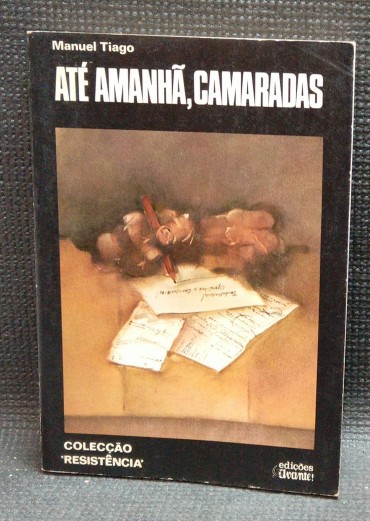 Manuel Tiago
ATÉ AMANHÃ, CAMARADAS
COLECÇÃO
'RESISTÊNCIA'
edições
Avante!